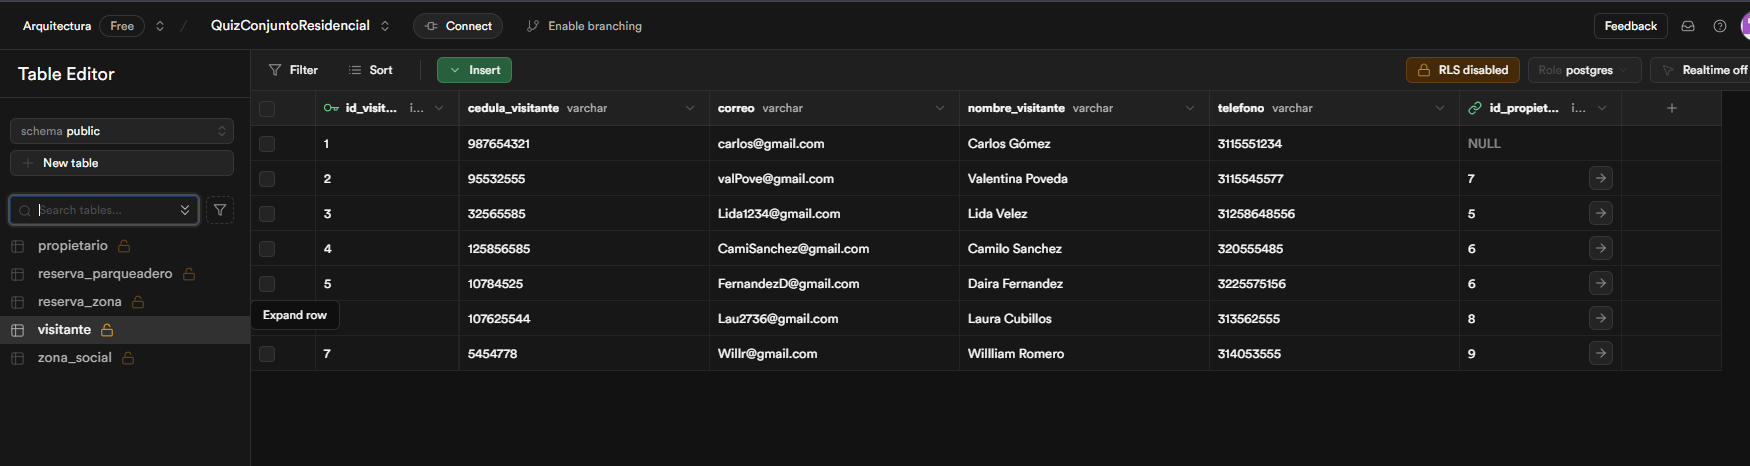 Arquitectura Free / QuizConjuntoResidencial Connect Enable branching Feedback
Table Editor
Filter Sort Insert RLS disabled Role postgres Realtime off
schema public
New table
Search tables...
propietario
reserva_parqueadero
reserva_zona
visitante
zona_social
id_visit... i... cedula_visitante varchar correo varchar nombre_visitante varchar telefono varchar id_propiet... i...
1 987654321 carlos@gmail.com Carlos Gómez 3115551234 NULL
2 95532555 valPove@gmail.com Valentina Poveda 3115545577 7
3 32565585 Lida1234@gmail.com Lida Velez 31258648556 5
4 125856585 CamiSanchez@gmail.com Camilo Sanchez 320555485 6
5 10784525 FernandezD@gmail.com Daira Fernandez 3225575156 6
Expand row 107625544 Lau2736@gmail.com Laura Cubillos 313562555 8
7 5454778 Willr@gmail.com Willliam Romero 314053555 9